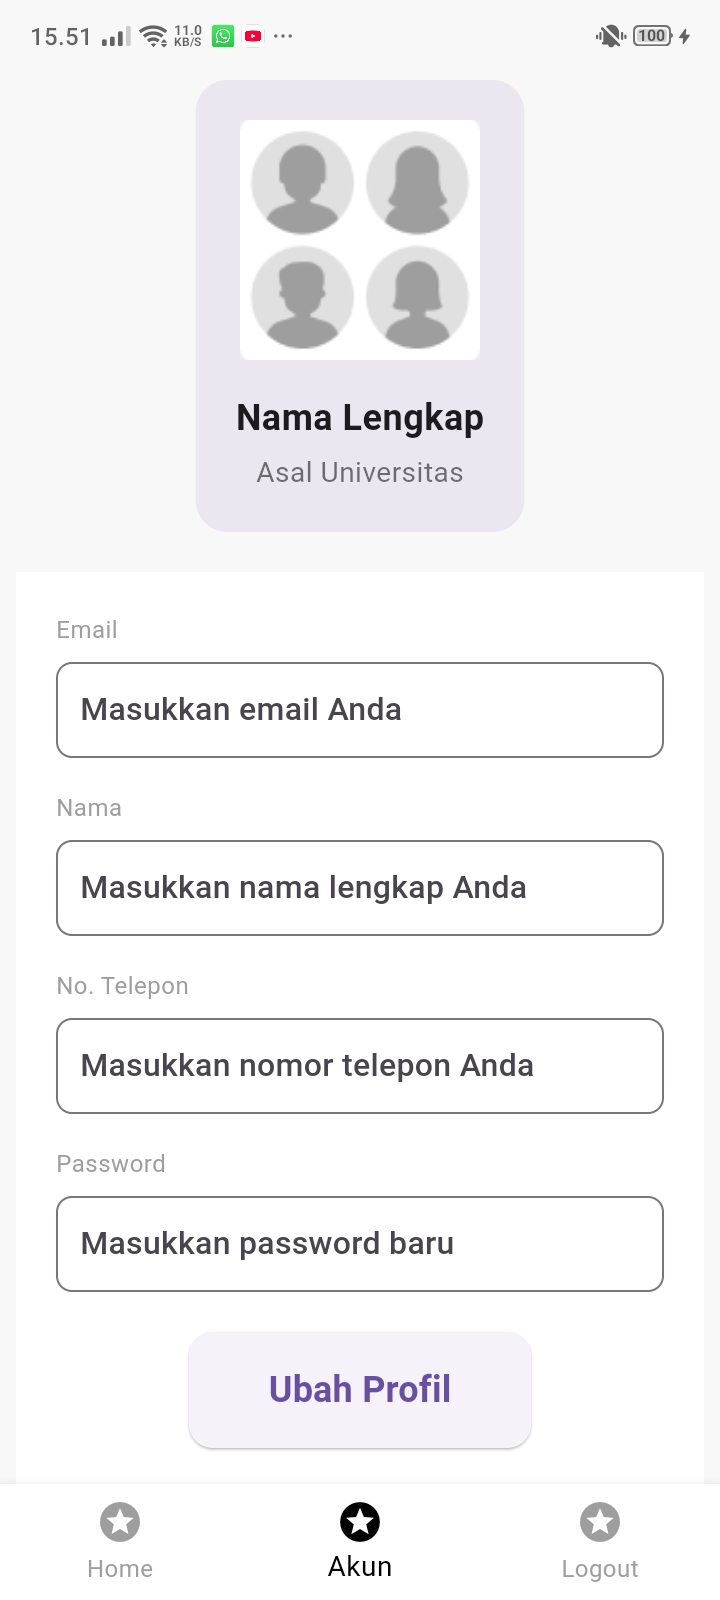 15.51 11.0 KB/S 100
Nama Lengkap
Asal Universitas
Email
Masukkan email Anda
Nama
Masukkan nama lengkap Anda
No. Telepon
Masukkan nomor telepon Anda
Password
Masukkan password baru
Ubah Profil
Home Akun Logout